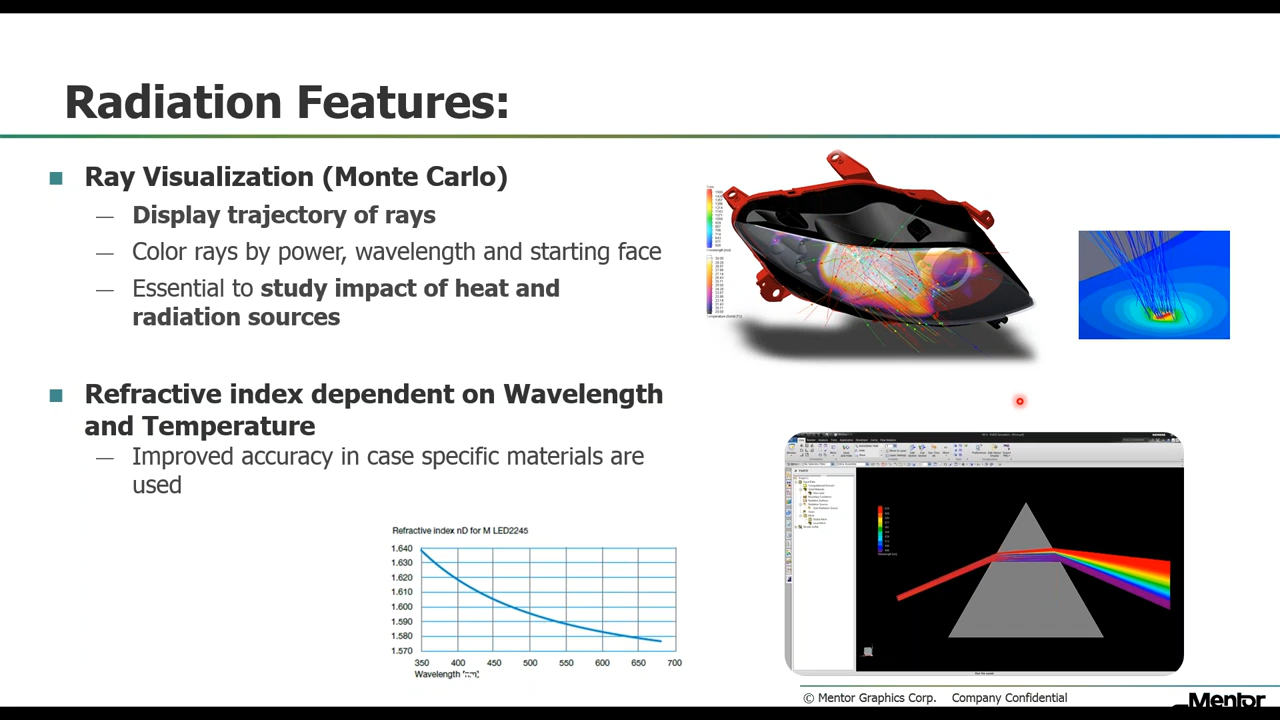 Radiation Features:
Ray Visualization (Monte Carlo)
— Display trajectory of rays
— Color rays by power, wavelength and starting face
— Essential to study impact of heat and
radiation sources
Refractive index dependent on Wavelength
and Temperature
— Improved accuracy in case specific materials are
used
Refractive index nD for M LED2245
1.640
1.630
1.620
1.610
1.600
1.590
1.580
1.570
350 400 450 500 550 600 650 700
Wavelength [nm]
© Mentor Graphics Corp. Company Confidential
Mentor